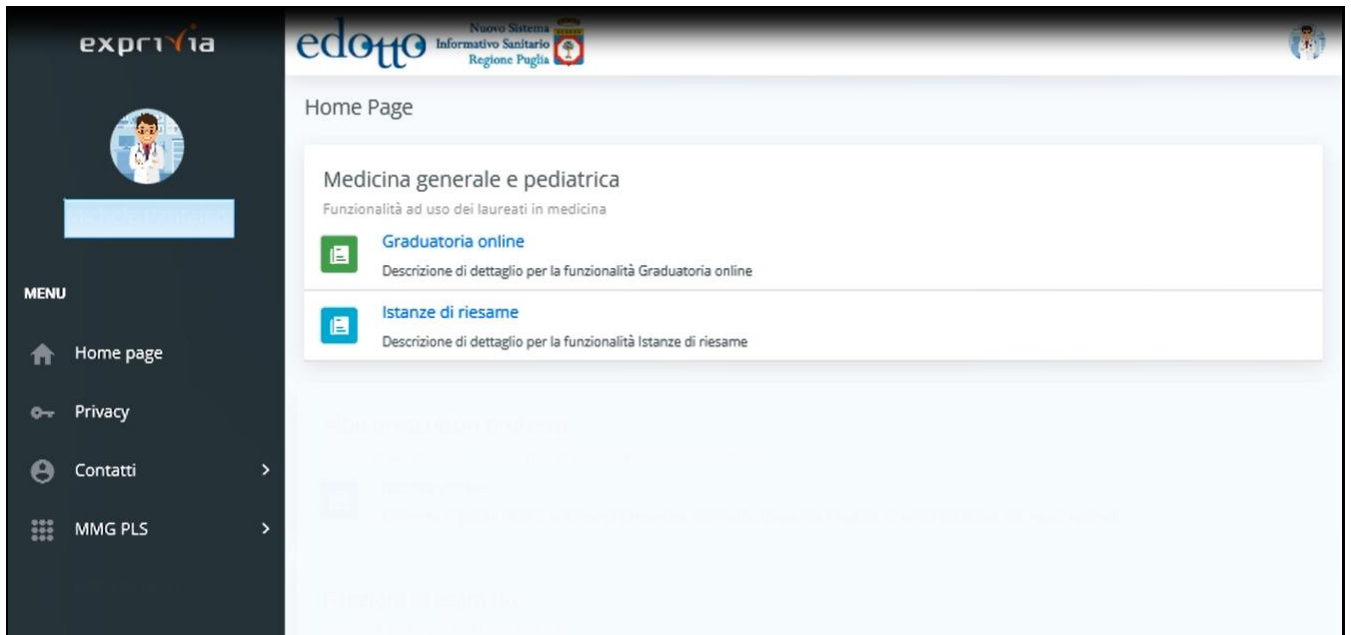 exprivia
edotto
Nuovo Sistema
Informativo Sanitario
Regione Puglia
MENU
Home page
Privacy
Contatti
MMG PLS
Home Page
Medicina generale e pediatrica
Funzionalità ad uso dei laureati in medicina
Graduatoria online
Descrizione di dettaglio per la funzionalità Graduatoria online
Istanze di riesame
Descrizione di dettaglio per la funzionalità Istanze di riesame